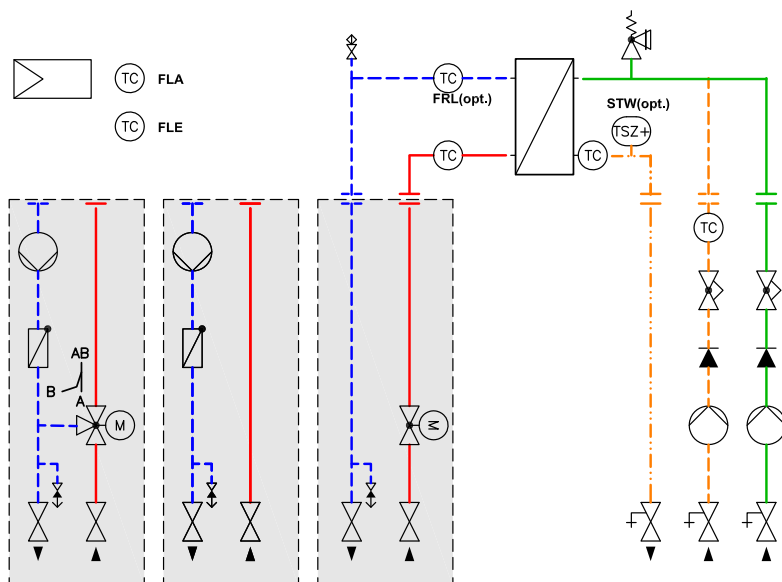 TC FLA
TC FLE
TC
FRL(opt.)
STW(opt.)
TSZ+
TC
TC
TC
AB
B
A
M
M